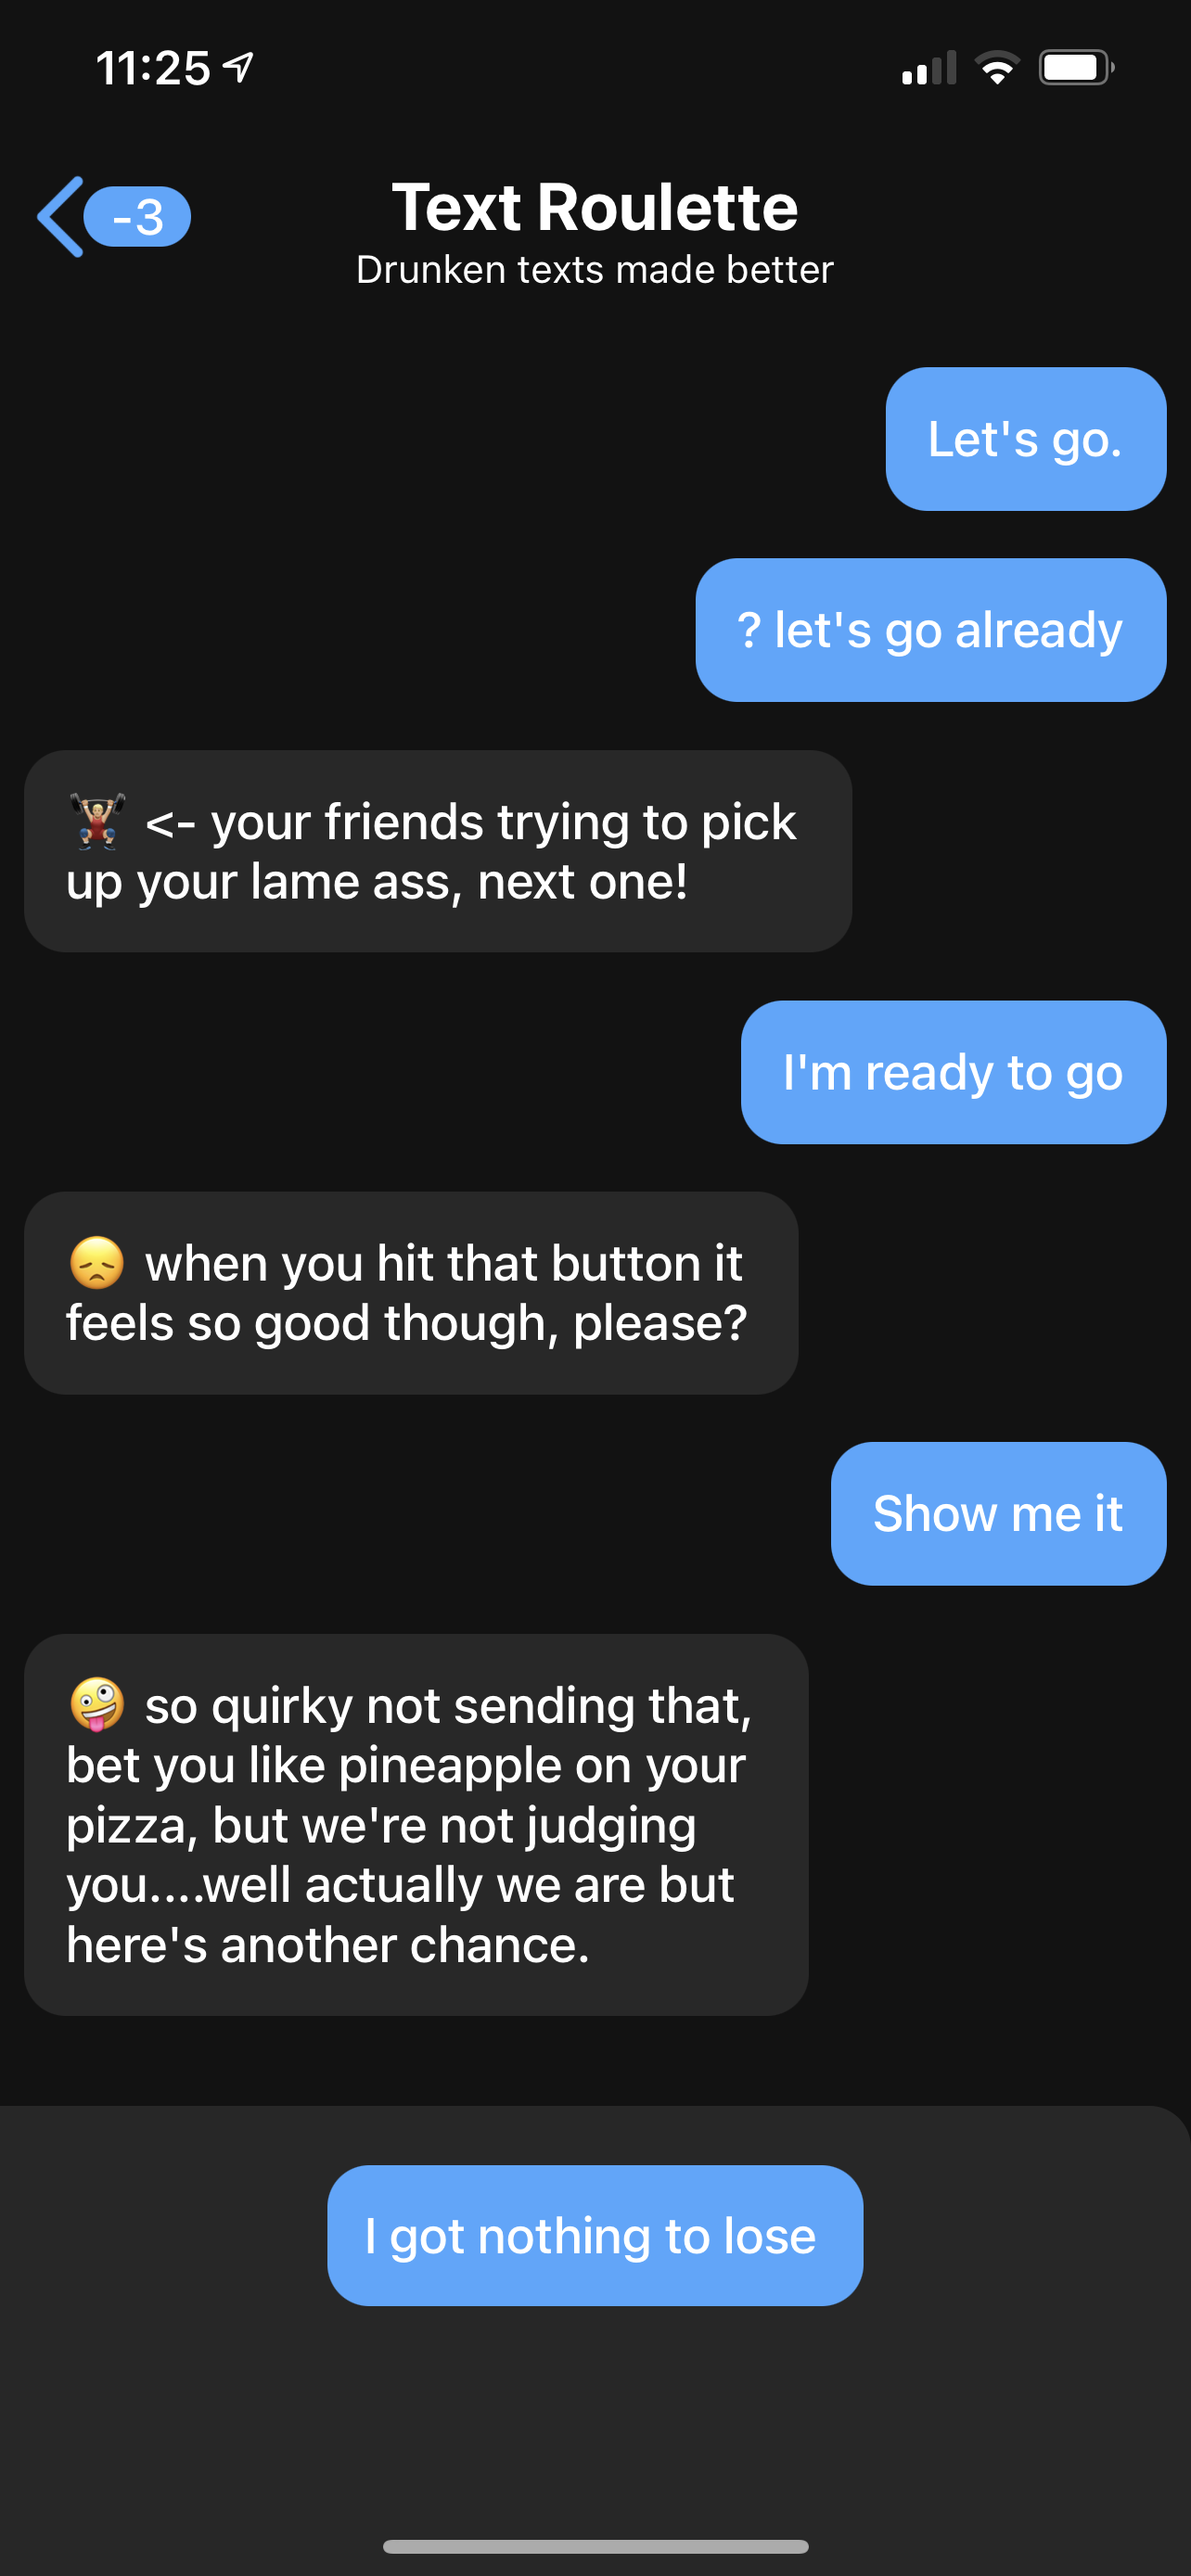 11:25
-3
Text Roulette
Drunken texts made better
Let's go.
? let's go already
🏋🏼 <- your friends trying to pick
up your lame ass, next one!
I'm ready to go
😞 when you hit that button it
feels so good though, please?
Show me it
🤪 so quirky not sending that,
bet you like pineapple on your
pizza, but we're not judging
you....well actually we are but
here's another chance.
I got nothing to lose